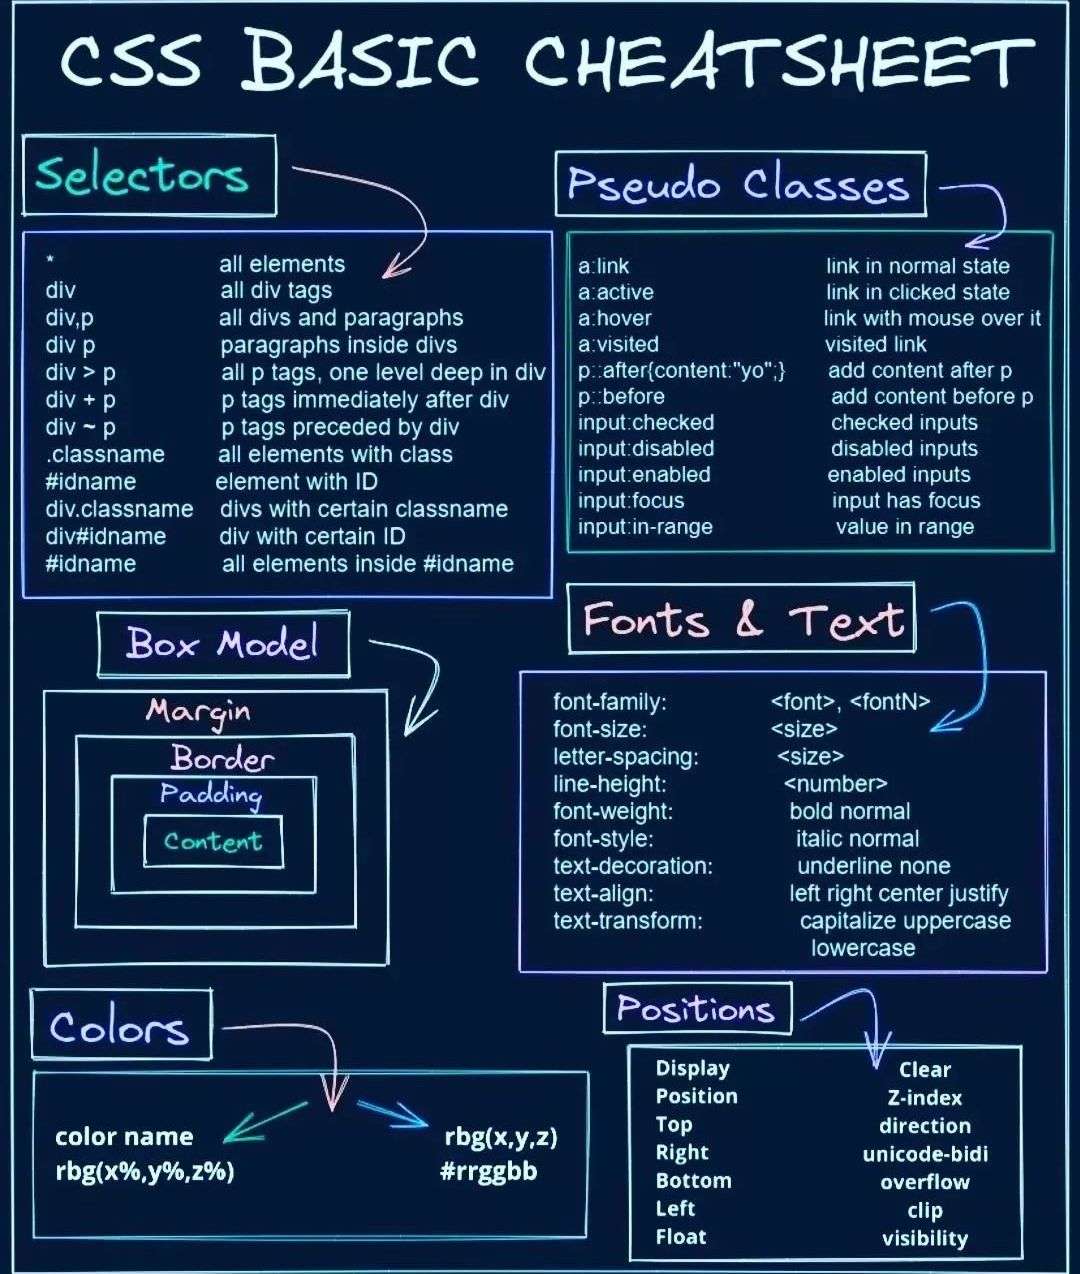 CSS BASIC CHEATSHEET
Selectors
* all elements
div all div tags
div,p all divs and paragraphs
div p paragraphs inside divs
div > p all p tags, one level deep in div
div + p p tags immediately after div
div ~ p p tags preceded by div
.classname all elements with class
#idname element with ID
div.classname divs with certain classname
div#idname div with certain ID
#idname all elements inside #idname
Pseudo Classes
a:link link in normal state
a:active link in clicked state
a:hover link with mouse over it
a:visited visited link
p::after{content:"yo";} add content after p
p::before add content before p
input:checked checked inputs
input:disabled disabled inputs
input:enabled enabled inputs
input:focus input has focus
input:in-range value in range
Box Model
Margin
Border
Padding
Content
Fonts & Text
font-family: <font>, <fontN>
font-size: <size>
letter-spacing: <size>
line-height: <number>
font-weight: bold normal
font-style: italic normal
text-decoration: underline none
text-align: left right center justify
text-transform: capitalize uppercase
lowercase
Colors
color name rbg(x,y,z)
rbg(x%,y%,z%) #rrggbb
Positions
Display Clear
Position Z-index
Top direction
Right unicode-bidi
Bottom overflow
Left clip
Float visibility